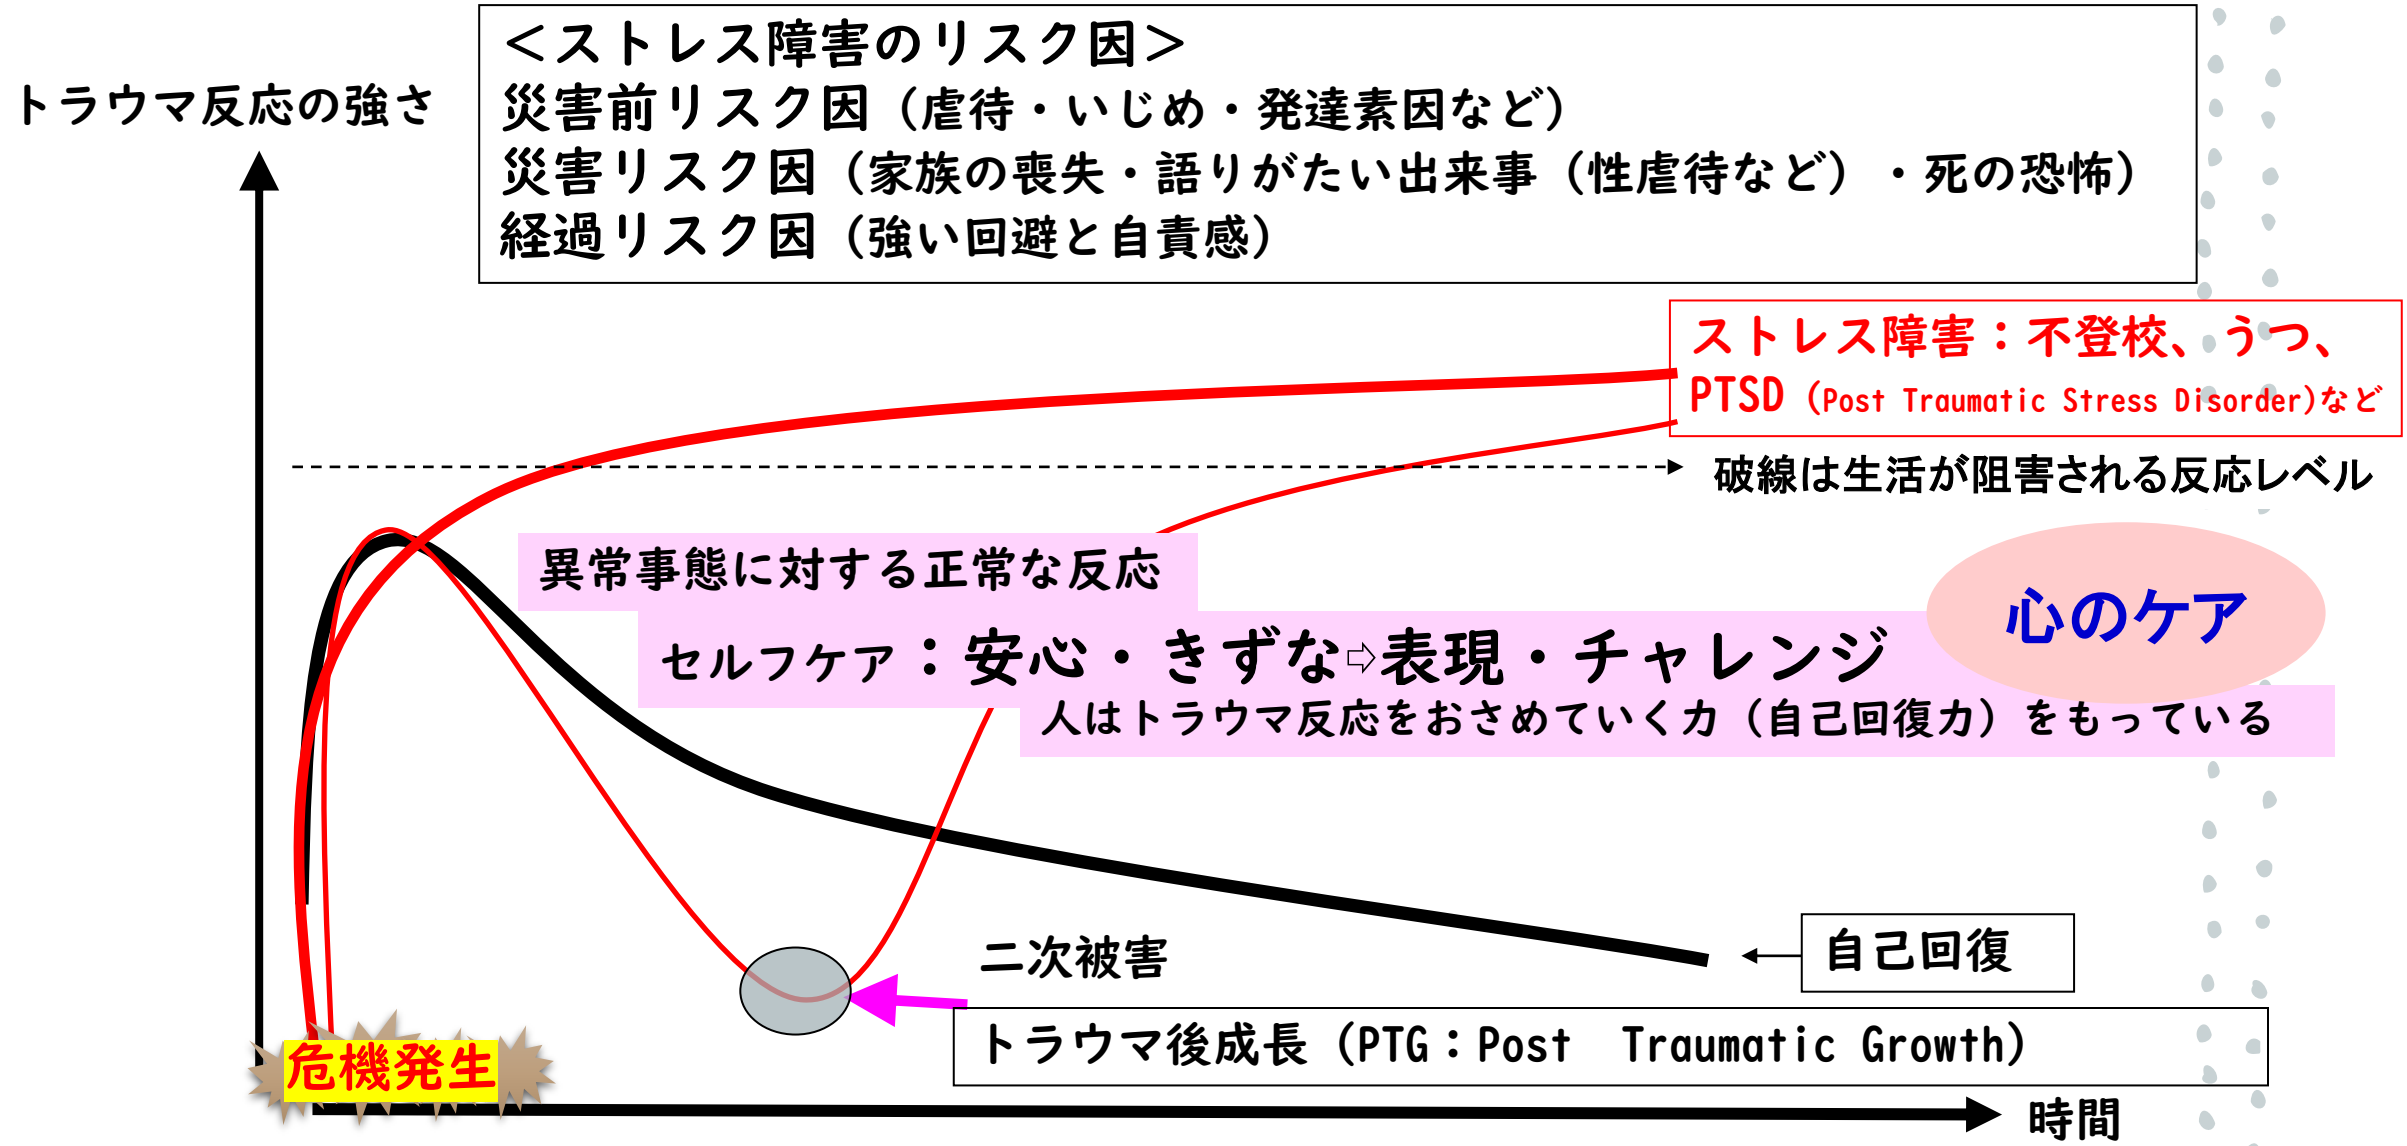 ＜ストレス障害のリスク因＞
災害前リスク因（虐待・いじめ・発達素因など）
災害リスク因（家族の喪失・語りがたい出来事（性虐待など）・死の恐怖）
経過リスク因（強い回避と自責感）
トラウマ反応の強さ
ストレス障害：不登校、うつ、
PTSD（Post Traumatic Stress Disorder)など
破線は生活が阻害される反応レベル
異常事態に対する正常な反応
心のケア
セルフケア：安心・きずな⇨表現・チャレンジ
人はトラウマ反応をおさめていく力（自己回復力）をもっている
二次被害
自己回復
トラウマ後成長（PTG：Post　Traumatic Growth）
危機発生
時間